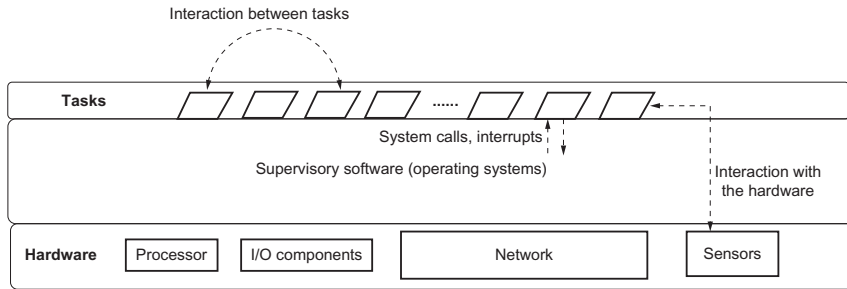 Interaction between tasks
Tasks
......
System calls, interrupts
Supervisory software (operating systems)
Interaction with
the hardware
Hardware
Processor
I/O components
Network
Sensors